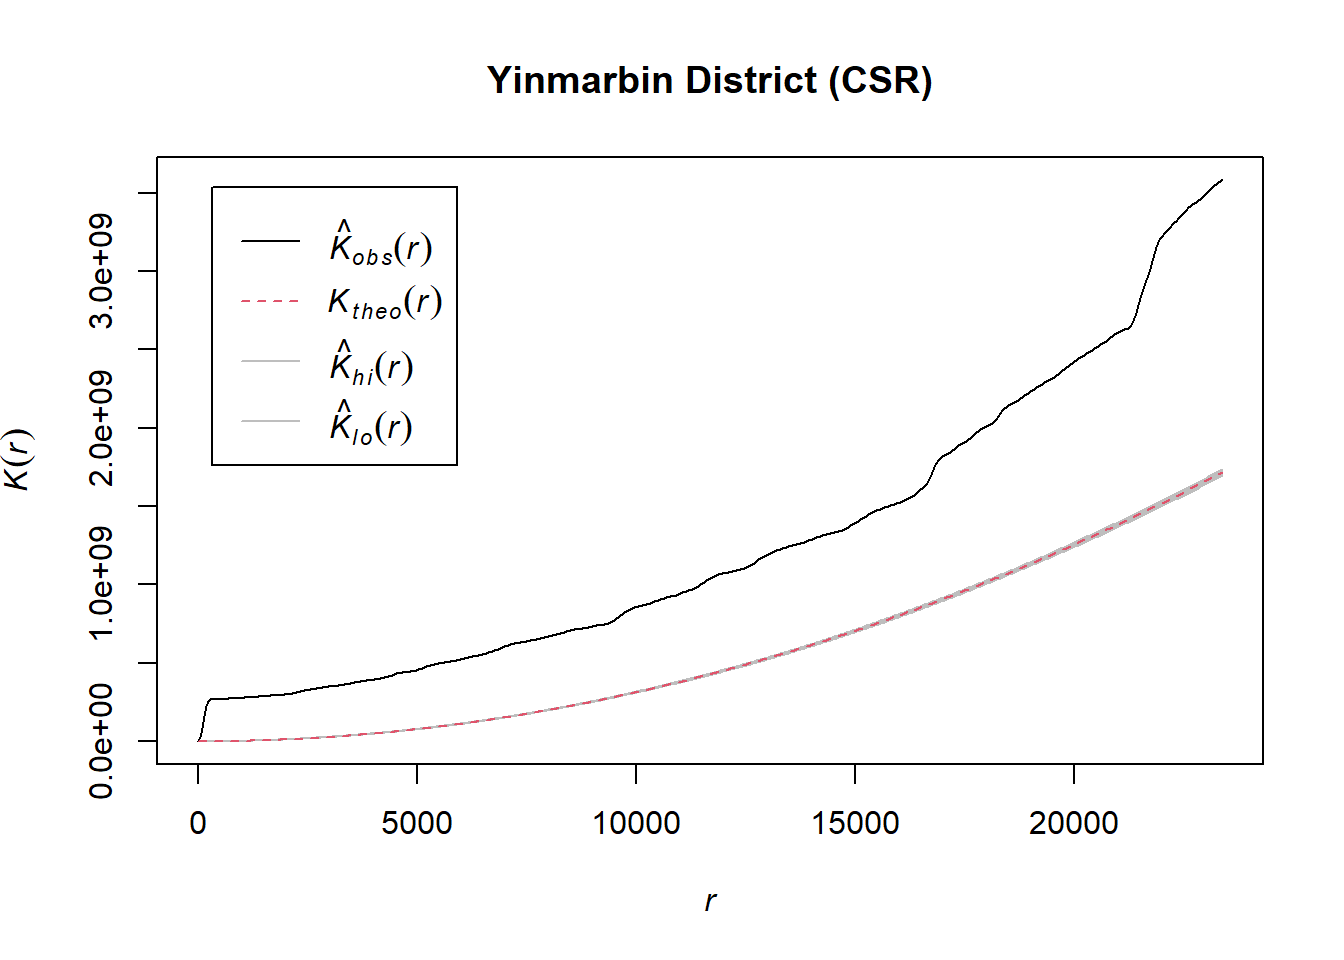 Yinmarbin District (CSR)
K̂obs(r)
Ktheo(r)
K̂hi(r)
K̂lo(r)
K(r)
3.0e+09
2.0e+09
1.0e+09
0.0e+00
0 5000 10000 15000 20000
r